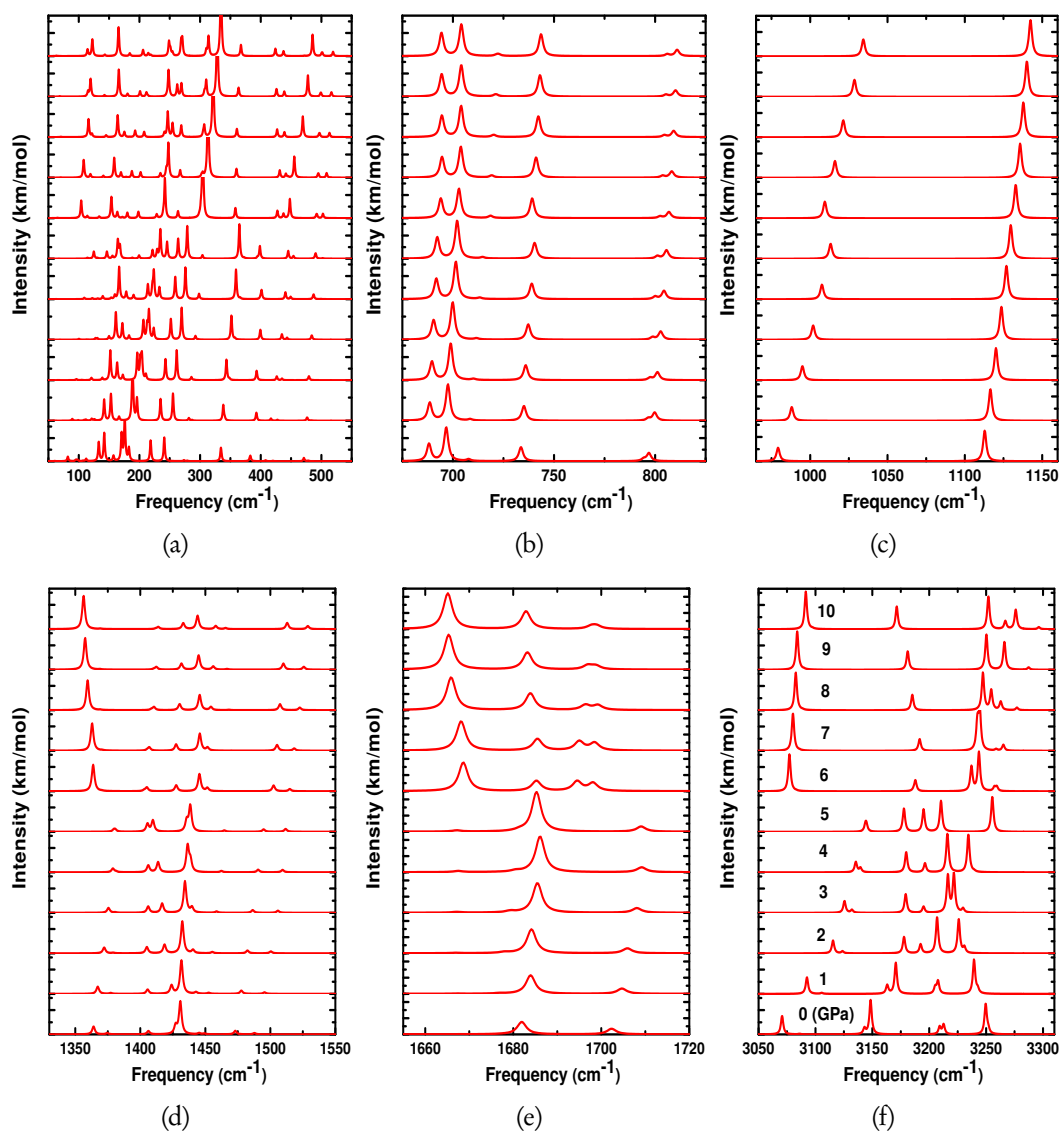 Intensity (km/mol)
50 100 200 300 400 500
Frequency (cm-1)
(a)
Intensity (km/mol)
700 750 800
Frequency (cm-1)
(b)
Intensity (km/mol)
1000 1050 1100 1150
Frequency (cm-1)
(c)
Intensity (km/mol)
1350 1400 1450 1500 1550
Frequency (cm-1)
(d)
Intensity (km/mol)
1660 1680 1700 1720
Frequency (cm-1)
(e)
Intensity (km/mol)
10
9
8
7
6
5
4
3
2
1
0 (GPa)
3050 3100 3150 3200 3250 3300
Frequency (cm-1)
(f)